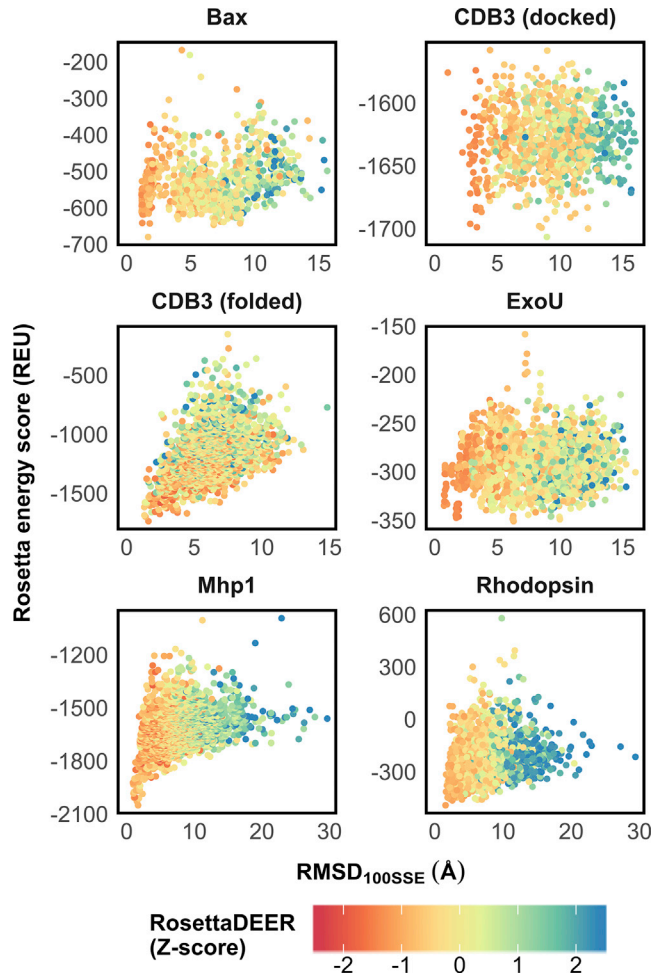 Bax
CDB3 (docked)
-200
-300
-400
-500
-600
-700
0 5 10 15
-1600
-1650
-1700
0 5 10 15
CDB3 (folded)
ExoU
-500
-1000
-1500
0 5 10 15
-150
-200
-250
-300
-350
0 5 10 15
Mhp1
Rhodopsin
-1200
-1500
-1800
-2100
0 10 20 30
600
300
0
-300
0 10 20 30
Rosetta energy score (REU)
RMSD100SSE (Å)
RosettaDEER
(Z-score)
-2 -1 0 1 2